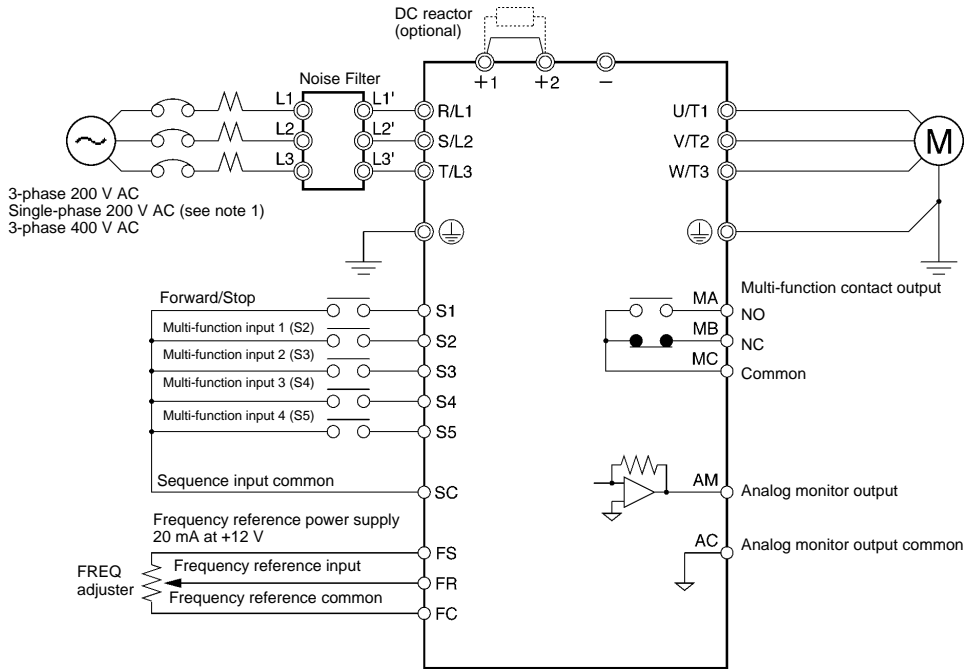 DC reactor
(optional)
+1 +2 −
Noise Filter
L1 L1' R/L1 U/T1
L2 L2' S/L2 V/T2 M
L3 L3' T/L3 W/T3
3-phase 200 V AC
Single-phase 200 V AC (see note 1)
3-phase 400 V AC
Forward/Stop S1
Multi-function input 1 (S2) S2
Multi-function input 2 (S3) S3
Multi-function input 3 (S4) S4
Multi-function input 4 (S5) S5
Sequence input common SC
Frequency reference power supply
20 mA at +12 V
FS
Frequency reference input
FREQ
adjuster
FR
Frequency reference common
FC
Multi-function contact output
MA NO
MB NC
MC Common
AM Analog monitor output
AC Analog monitor output common